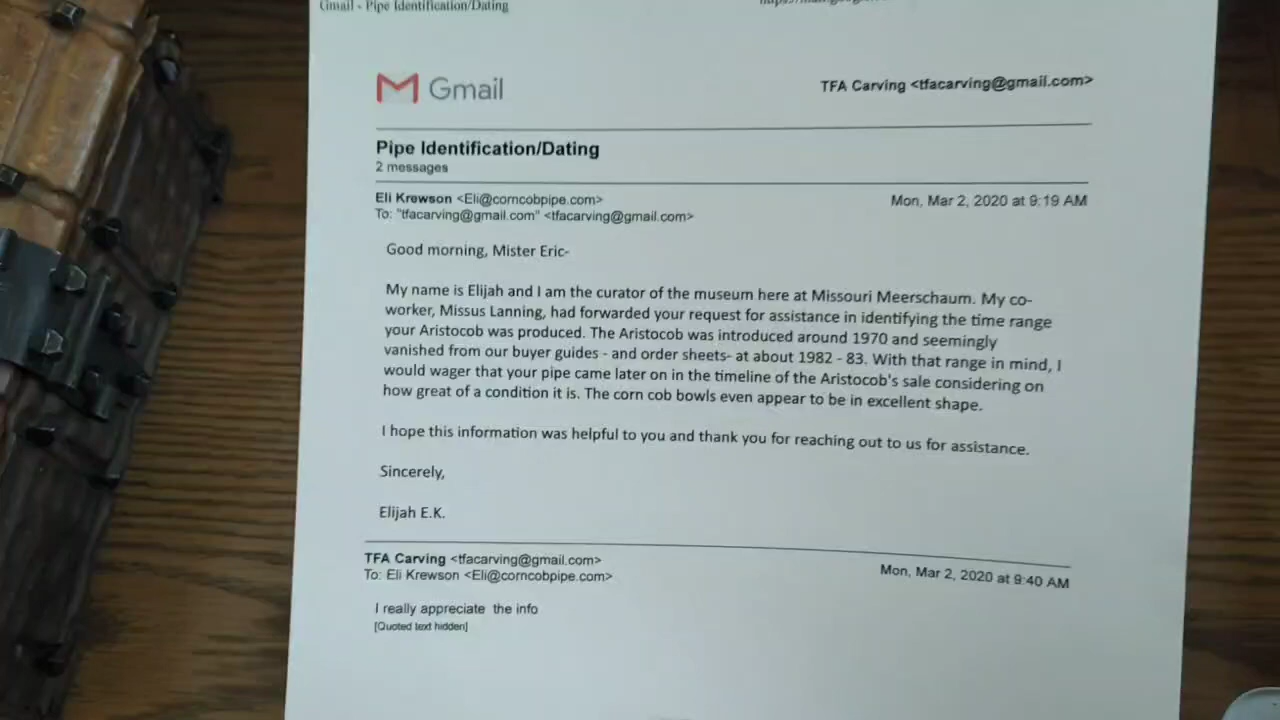 Gmail - Pipe Identification/Dating
Gmail
TFA Carving <tfacarving@gmail.com>
Pipe Identification/Dating
2 messages
Eli Krewson <Eli@corncobpipe.com>
Mon, Mar 2, 2020 at 9:19 AM
To: "tfacarving@gmail.com" <tfacarving@gmail.com>
Good morning, Mister Eric-
My name is Elijah and I am the curator of the museum here at Missouri Meerschaum. My co-
worker, Missus Lanning, had forwarded your request for assistance in identifying the time range
your Aristocob was produced. The Aristocob was introduced around 1970 and seemingly
vanished from our buyer guides - and order sheets- at about 1982 - 83. With that range in mind, I
would wager that your pipe came later on in the timeline of the Aristocob's sale considering on
how great of a condition it is. The corn cob bowls even appear to be in excellent shape.
I hope this information was helpful to you and thank you for reaching out to us for assistance.
Sincerely,
Elijah E.K.
TFA Carving <tfacarving@gmail.com>
Mon, Mar 2, 2020 at 9:40 AM
To: Eli Krewson <Eli@corncobpipe.com>
I really appreciate the info
[Quoted text hidden]